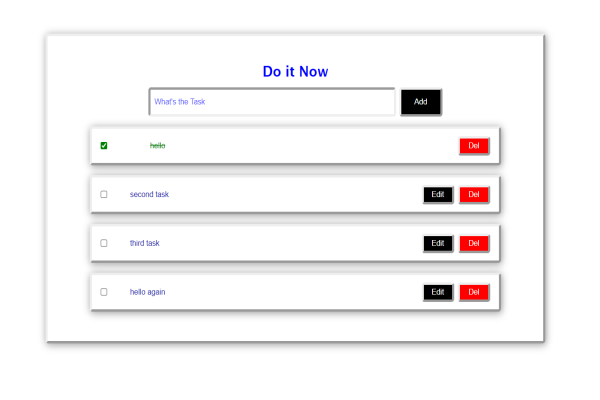 Do it Now
What's the Task Add
hello Del
second task Edit Del
third task Edit Del
hello again Edit Del